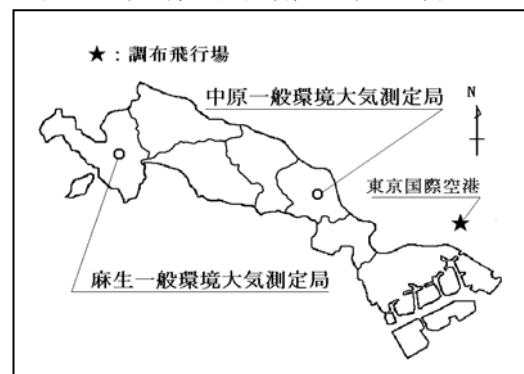 ★：調布飛行場
中原一般環境大気測定局
N
東京国際空港
★
麻生一般環境大気測定局